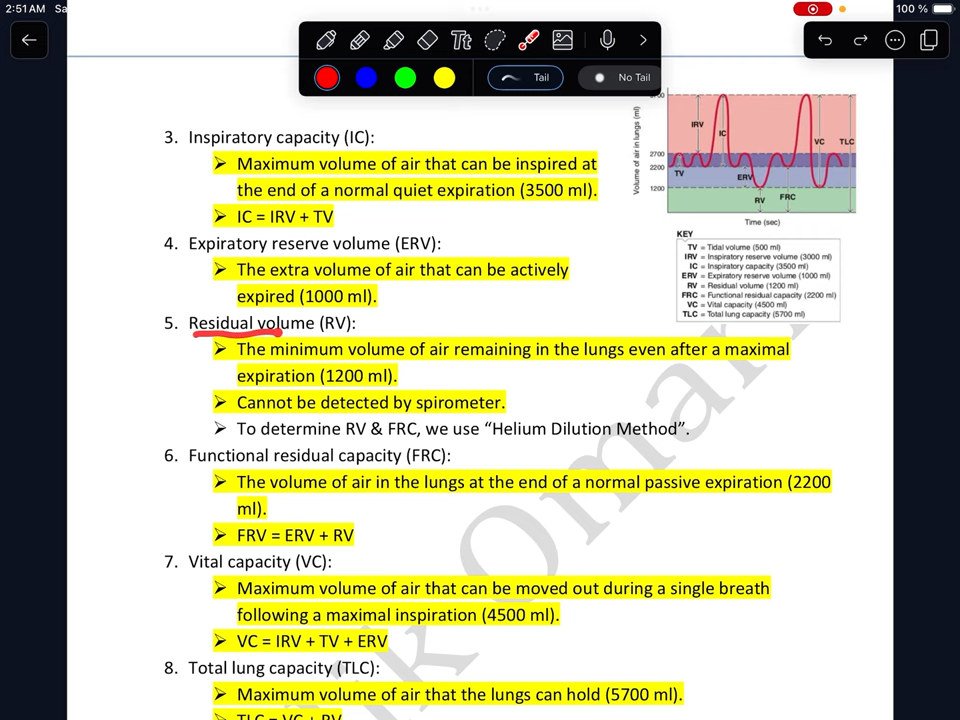 2:51 AM Sa
100 %
Tt
Tail
No Tail
3. Inspiratory capacity (IC):
➢ Maximum volume of air that can be inspired at
the end of a normal quiet expiration (3500 ml).
➢ IC = IRV + TV
4. Expiratory reserve volume (ERV):
➢ The extra volume of air that can be actively
expired (1000 ml).
5. Residual volume (RV):
➢ The minimum volume of air remaining in the lungs even after a maximal
expiration (1200 ml).
➢ Cannot be detected by spirometer.
➢ To determine RV & FRC, we use “Helium Dilution Method”.
6. Functional residual capacity (FRC):
➢ The volume of air in the lungs at the end of a normal passive expiration (2200
ml).
➢ FRV = ERV + RV
7. Vital capacity (VC):
➢ Maximum volume of air that can be moved out during a single breath
following a maximal inspiration (4500 ml).
➢ VC = IRV + TV + ERV
8. Total lung capacity (TLC):
➢ Maximum volume of air that the lungs can hold (5700 ml).
➢ TLC = VC + RV
Volume of air in lungs (ml)
2700
2200
1200
IRV
IC
VC
TLC
TV
ERV
RV
FRC
Time (sec)
KEY
TV = Tidal volume (500 ml)
IRV = Inspiratory reserve volume (3000 ml)
IC = Inspiratory capacity (3500 ml)
ERV = Expiratory reserve volume (1000 ml)
RV = Residual volume (1200 ml)
FRC = Functional residual capacity (2200 ml)
VC = Vital capacity (4500 ml)
TLC = Total lung capacity (5700 ml)